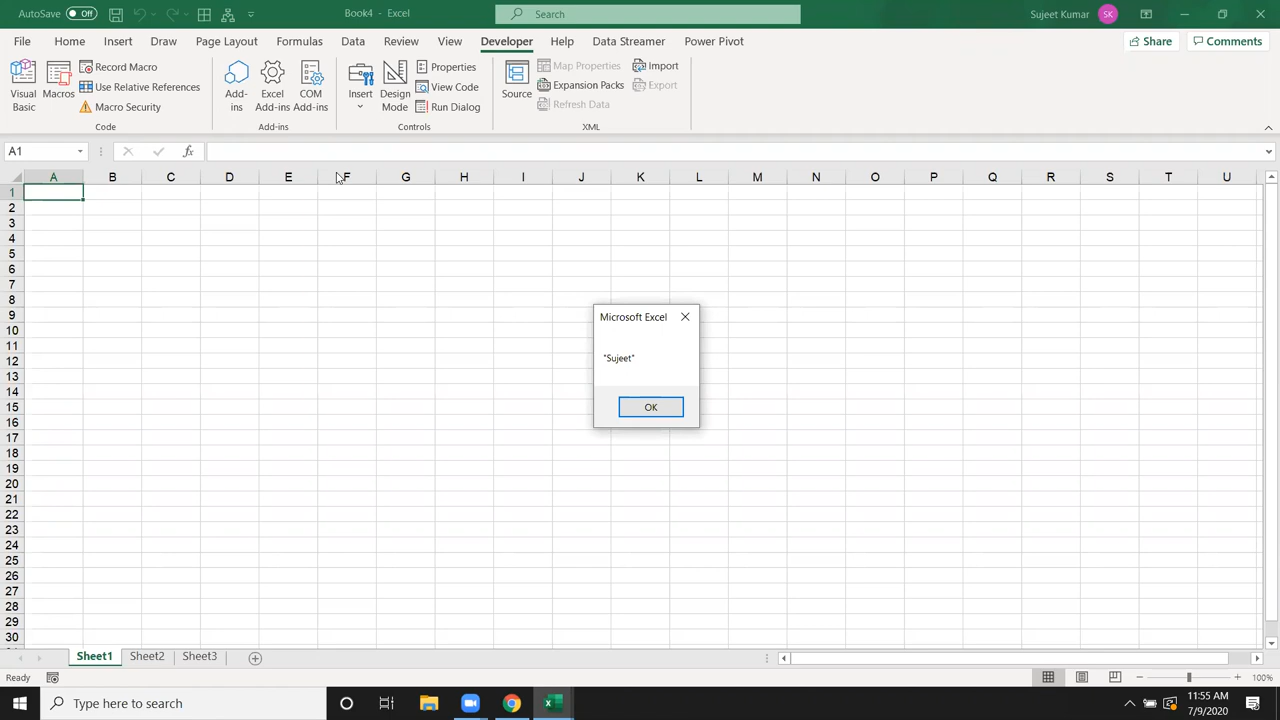 AutoSave Off Book4 - Excel Search Sujeet Kumar SK
File Home Insert Draw Page Layout Formulas Data Review View Developer Help Data Streamer Power Pivot Share Comments
Visual Basic
Macros
Record Macro
Use Relative References
Macro Security
Code
Add-ins
Excel Add-ins
COM Add-ins
Add-ins
Insert
Design Mode
Properties
View Code
Run Dialog
Controls
Source
Map Properties
Expansion Packs
Refresh Data
Import
Export
XML
A1 fx
A B C D E F G H I J K L M N O P Q R S T U
1
2
3
4
5
6
7
8
9
10
11
12
13
14
15
16
17
18
19
20
21
22
23
24
25
26
27
28
29
30
Microsoft Excel
"Sujeet"
OK
Sheet1 Sheet2 Sheet3
Ready 100%
Type here to search
11:55 AM
7/9/2020